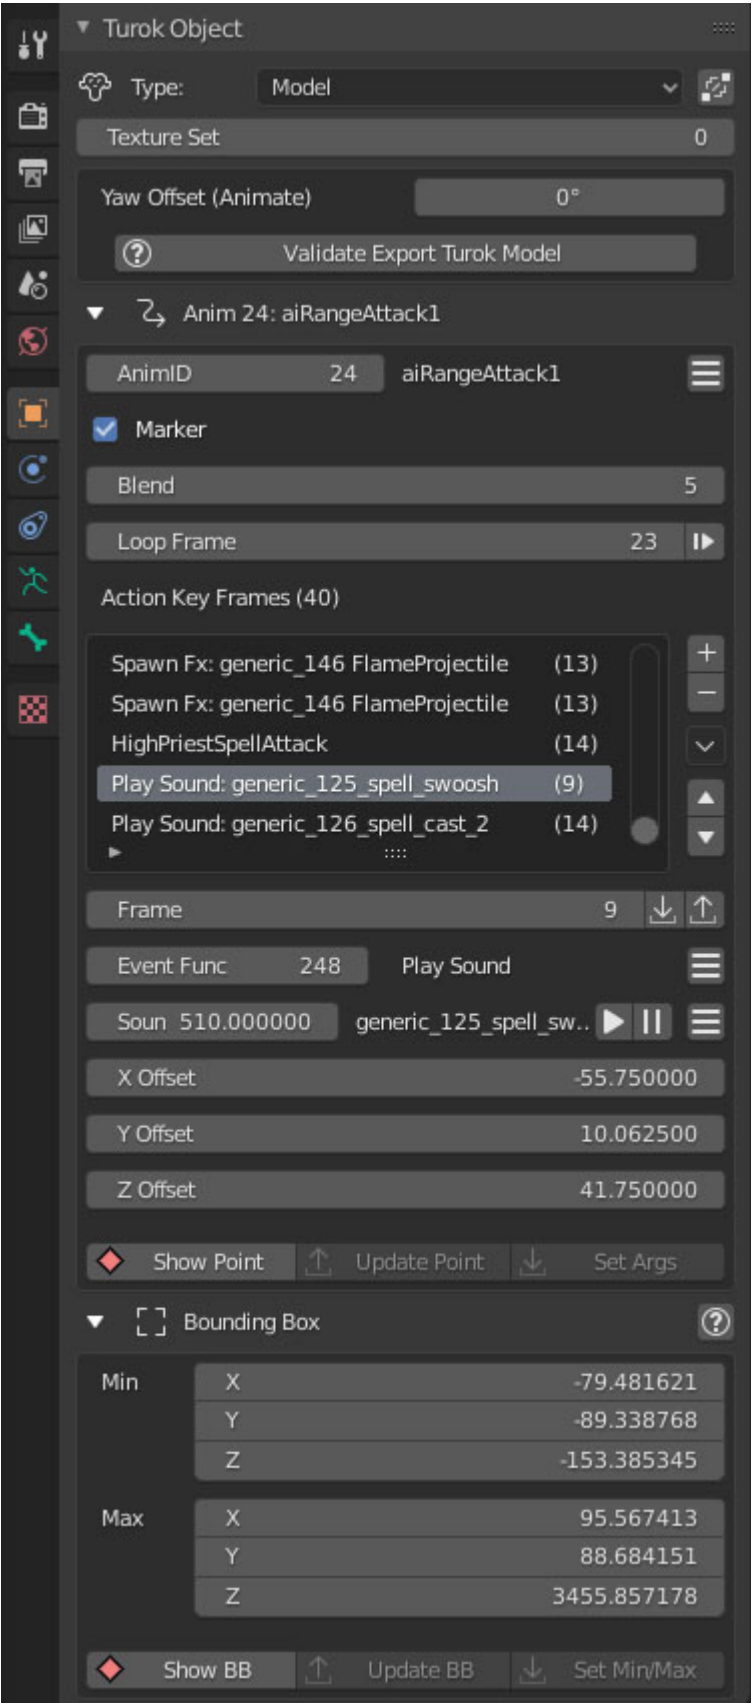 Turok Object
Type: Model
Texture Set 0
Yaw Offset (Animate) 0°
Validate Export Turok Model
Anim 24: aiRangeAttack1
AnimID 24 aiRangeAttack1
Marker
Blend 5
Loop Frame 23
Action Key Frames (40)
Spawn Fx: generic_146 FlameProjectile (13)
Spawn Fx: generic_146 FlameProjectile (13)
HighPriestSpellAttack (14)
Play Sound: generic_125_spell_swoosh (9)
Play Sound: generic_126_spell_cast_2 (14)
Frame 9
Event Func 248 Play Sound
Soun 510.000000 generic_125_spell_sw..
X Offset -55.750000
Y Offset 10.062500
Z Offset 41.750000
Show Point Update Point Set Args
Bounding Box
Min X -79.481621
Y -89.338768
Z -153.385345
Max X 95.567413
Y 88.684151
Z 3455.857178
Show BB Update BB Set Min/Max